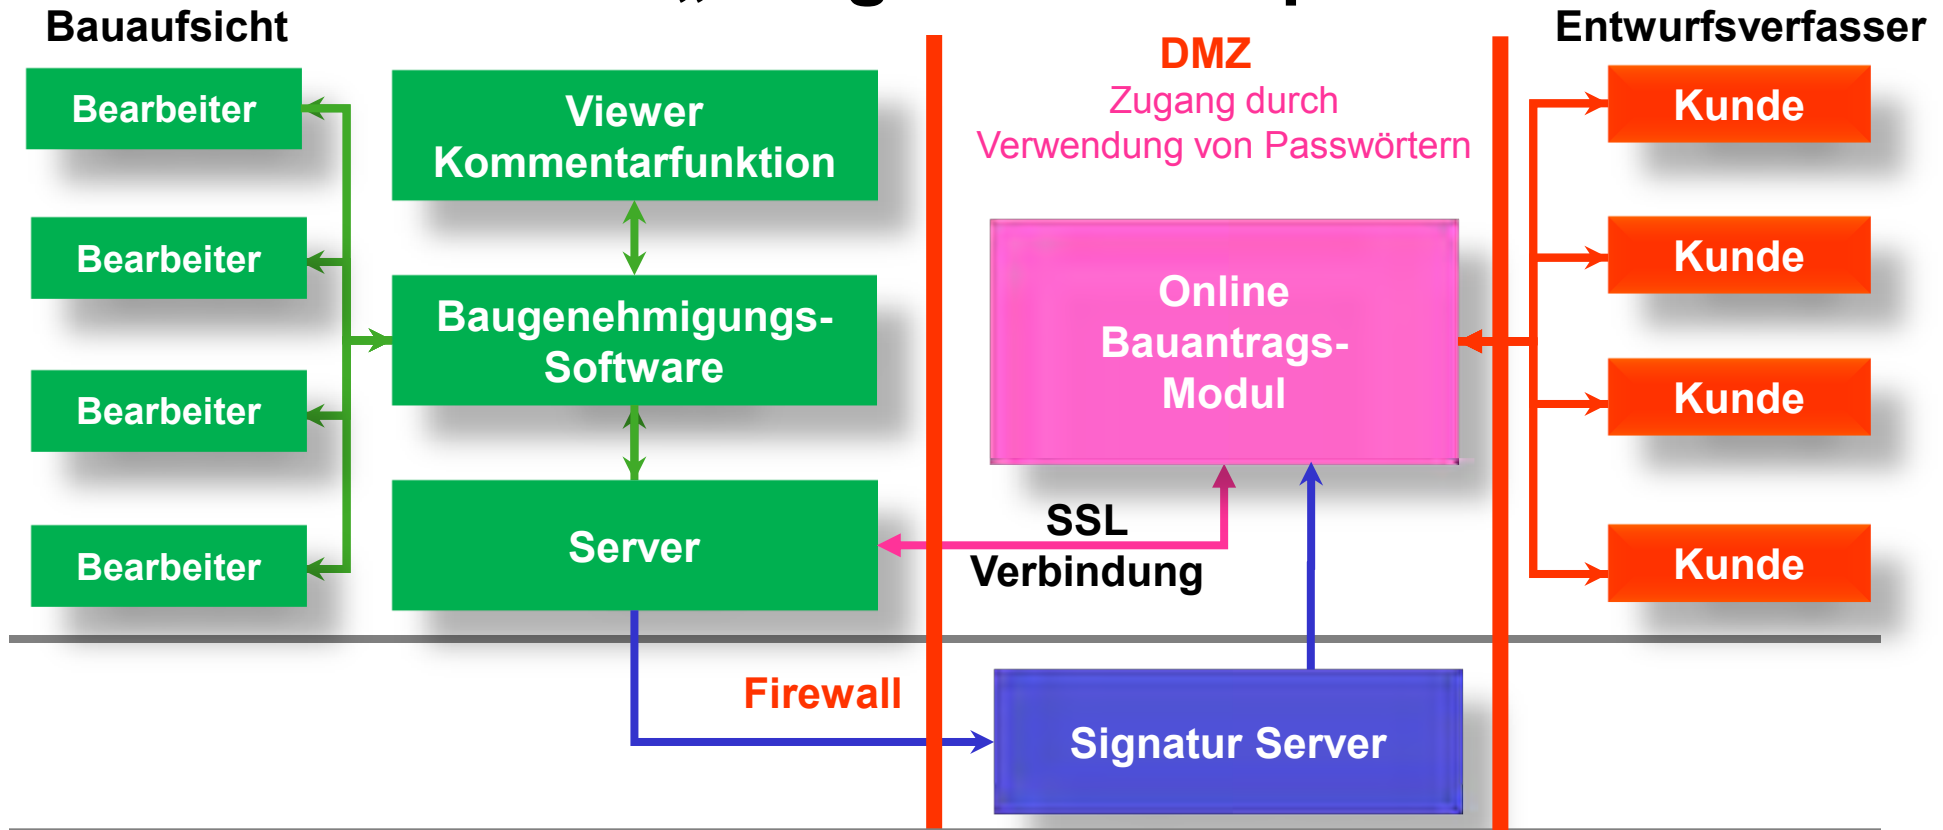 Bauaufsicht
Bearbeiter
Bearbeiter
Bearbeiter
Bearbeiter
Viewer
Kommentarfunktion
Baugenehmigungs-
Software
Server
Firewall
DMZ
Zugang durch
Verwendung von Passwörtern
Online
Bauantrags-
Modul
SSL
Verbindung
Signatur Server
Entwurfsverfasser
Kunde
Kunde
Kunde
Kunde